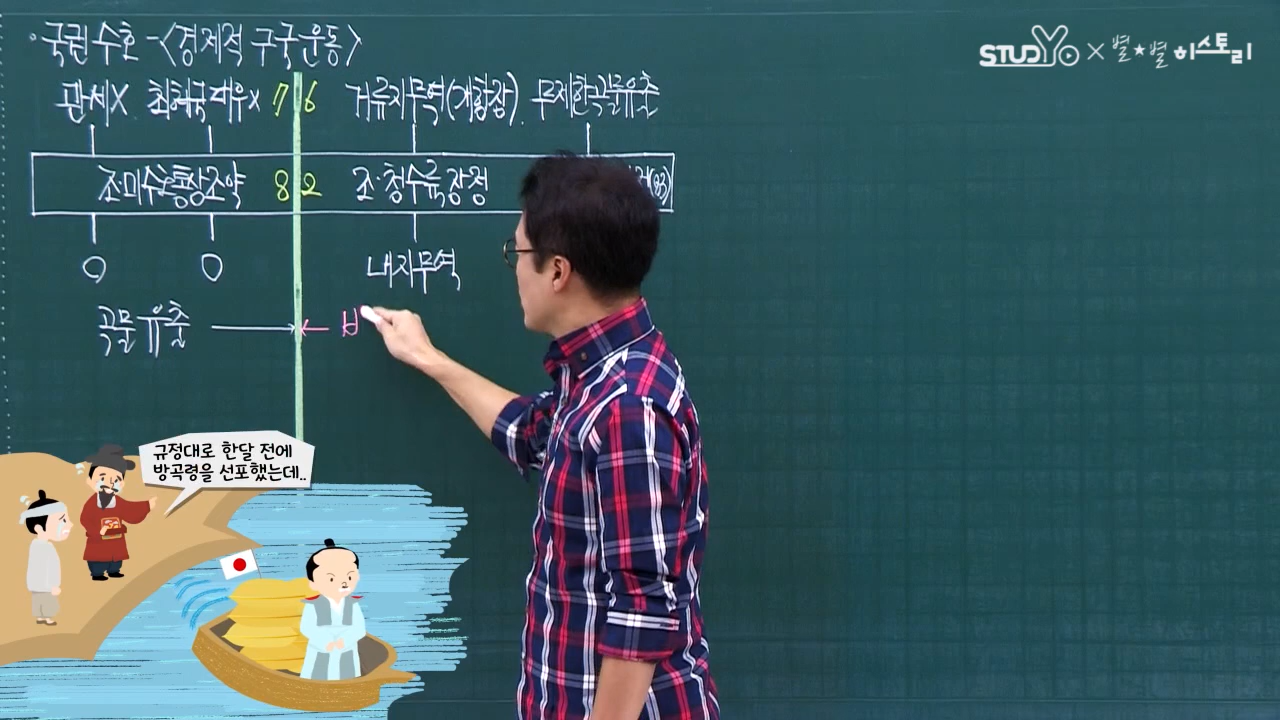 · 국권 수호 - <경제적 구국운동>
관세X 최혜국 대우X 76 거류지무역(개항장). 무제한곡물유출
조·미수호통상조약 82 조·청수륙장정 (83)
O O 내지무역
곡물유출 → ← ㅂ
STUDYo × 별★별 히스토리
규정대로 한달 전에
방곡령을 선포했는데..